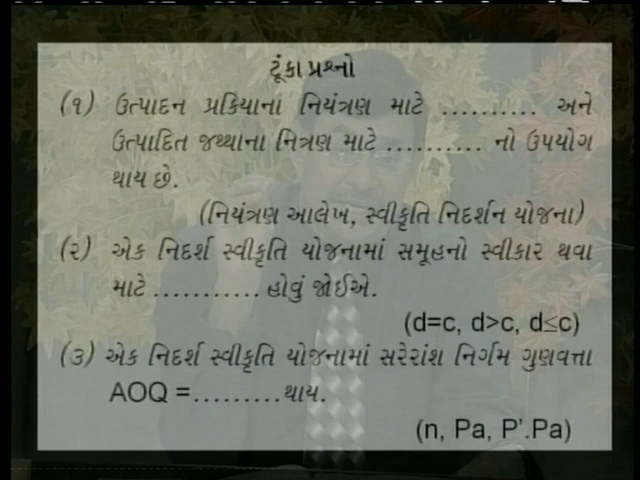 ટૂંકા પ્રશ્નો
(૧) ઉત્પાદન પ્રક્રિયાના નિયંત્રણ માટે .......... અને
ઉત્પાદિત જથ્થાના નિત્રણ માટે .......... નો ઉપયોગ
થાય છે.
(નિયંત્રણ આલેખ, સ્વીકૃતિ નિદર્શન યોજના)
(૨) એક નિદર્શ સ્વીકૃતિ યોજનામાં સમૂહનો સ્વીકાર થવા
માટે ........... હોવું જોઈએ.
(d=c, d>c, d≤c)
(૩) એક નિદર્શ સ્વીકૃતિ યોજનામાં સરેરાંશ નિર્ગમ ગુણવત્તા
AOQ =.........થાય.
(n, Pa, P'.Pa)